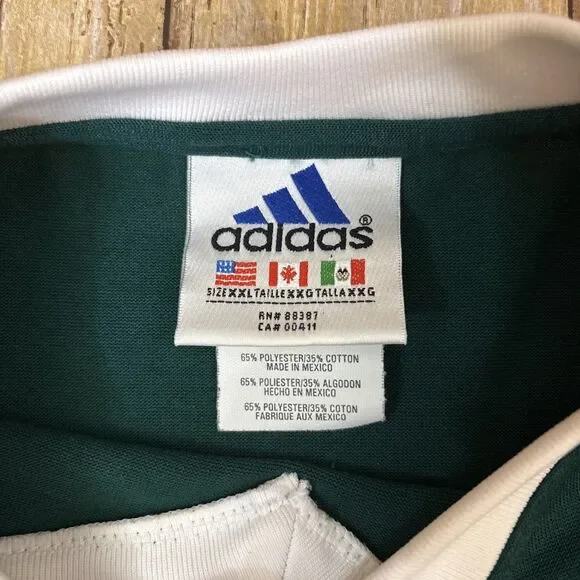 adidas®
SIZE XXL TAILLE XXG TALLA XXG
RN# 88387
CA# 00411
65% POLYESTER/35% COTTON
MADE IN MEXICO
65% POLIESTER/35% ALGODON
HECHO EN MEXICO
65% POLYESTER/35% COTON
FABRIQUE AUX MEXICO